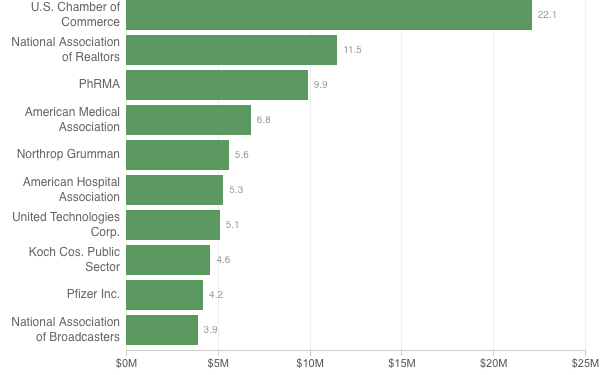 U.S. Chamber of
Commerce
22.1
National Association
of Realtors
11.5
PhRMA
9.9
American Medical
Association
6.8
Northrop Grumman
5.6
American Hospital
Association
5.3
United Technologies
Corp.
5.1
Koch Cos. Public
Sector
4.6
Pfizer Inc.
4.2
National Association
of Broadcasters
3.9
$0M $5M $10M $15M $20M $25M